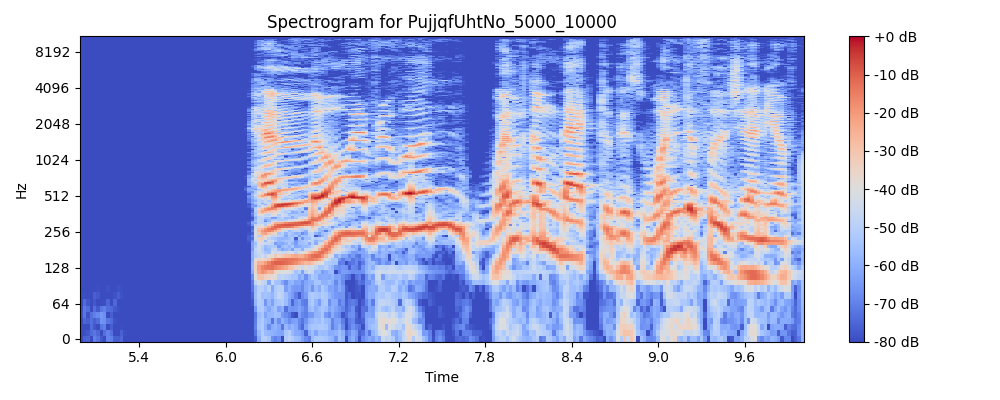 Spectrogram for PujjqfUhtNo_5000_10000
8192
4096
2048
1024
512
256
128
64
0
Hz
5.4 6.0 6.6 7.2 7.8 8.4 9.0 9.6
Time
+0 dB
-10 dB
-20 dB
-30 dB
-40 dB
-50 dB
-60 dB
-70 dB
-80 dB